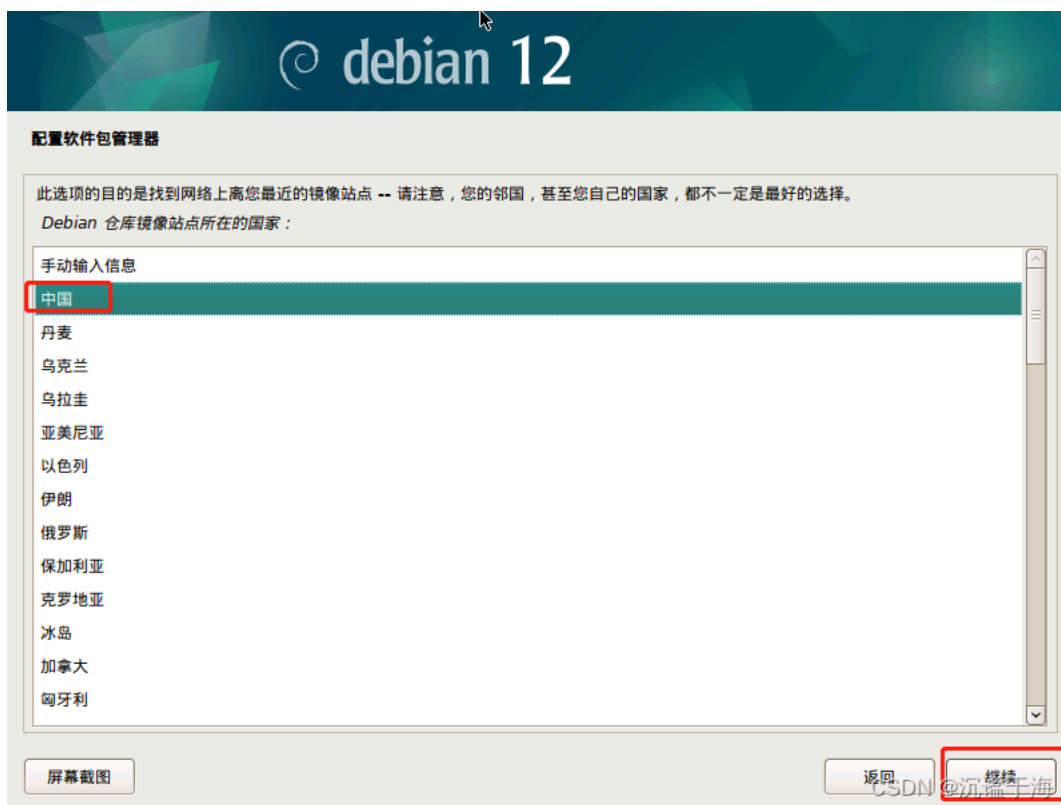 debian 12
配置软件包管理器
此选项的目的是找到网络上离您最近的镜像站点 -- 请注意，您的邻国，甚至您自己的国家，都不一定是最好的选择。
Debian 仓库镜像站点所在的国家：
手动输入信息
中国
丹麦
乌克兰
乌拉圭
亚美尼亚
以色列
伊朗
俄罗斯
保加利亚
克罗地亚
冰岛
加拿大
匈牙利
屏幕截图
返回
继续
CSDN @沉谧于海